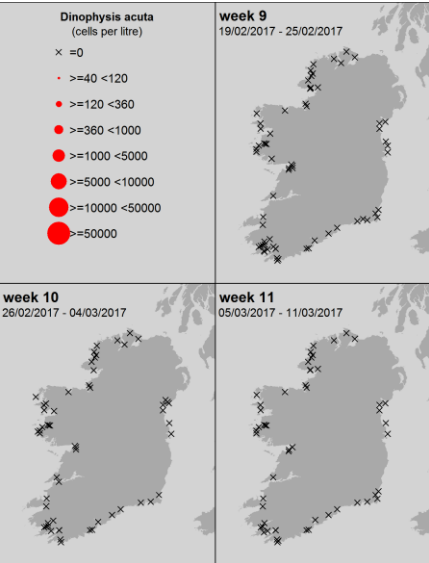 Dinophysis acuta
(cells per litre)
=0
>=40 <120
>=120 <360
>=360 <1000
>=1000 <5000
>=5000 <10000
>=10000 <50000
>=50000
week 9
19/02/2017 - 25/02/2017
week 10
26/02/2017 - 04/03/2017
week 11
05/03/2017 - 11/03/2017